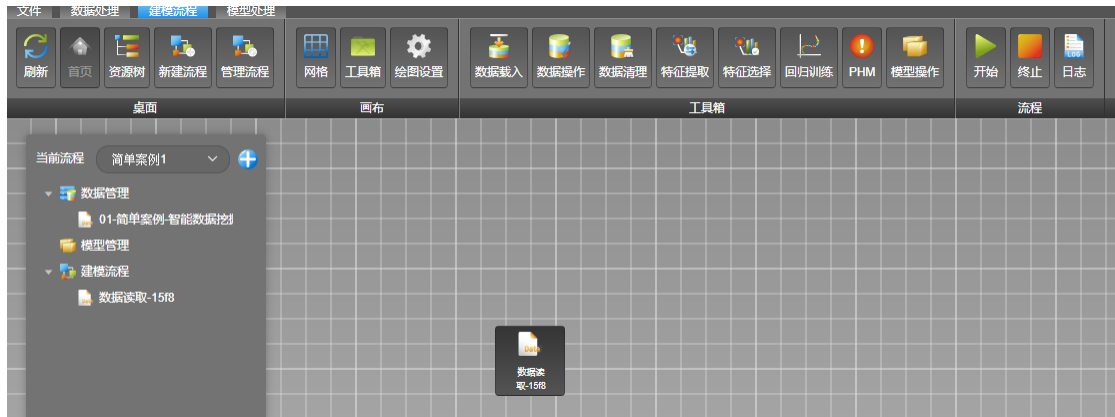 文件 数据处理 建模流程 模型处理
刷新 首页 资源树 新建流程 管理流程 网格 工具箱 绘图设置 数据载入 数据操作 数据清理 特征提取 特征选择 回归训练 PHM 模型操作 开始 终止 LOG 日志
桌面 画布 工具箱 流程
当前流程 简单案例1
数据管理
01-简单案例-智能数据挖
模型管理
建模流程
数据读取-15f8
Data
数据读
取-15f8